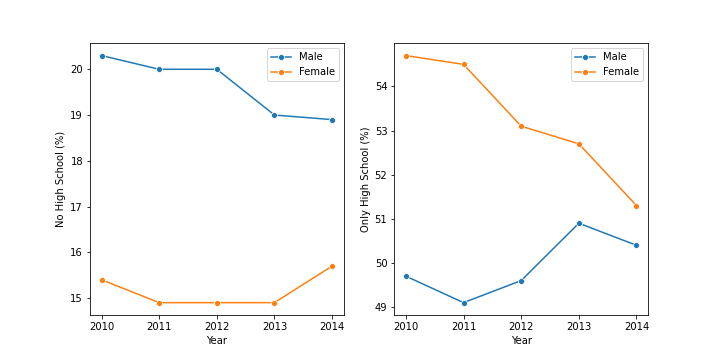 No High School (%)
20
19
18
17
16
15
Male
Female
2010 2011 2012 2013 2014
Year
Only High School (%)
54
53
52
51
50
49
Male
Female
2010 2011 2012 2013 2014
Year